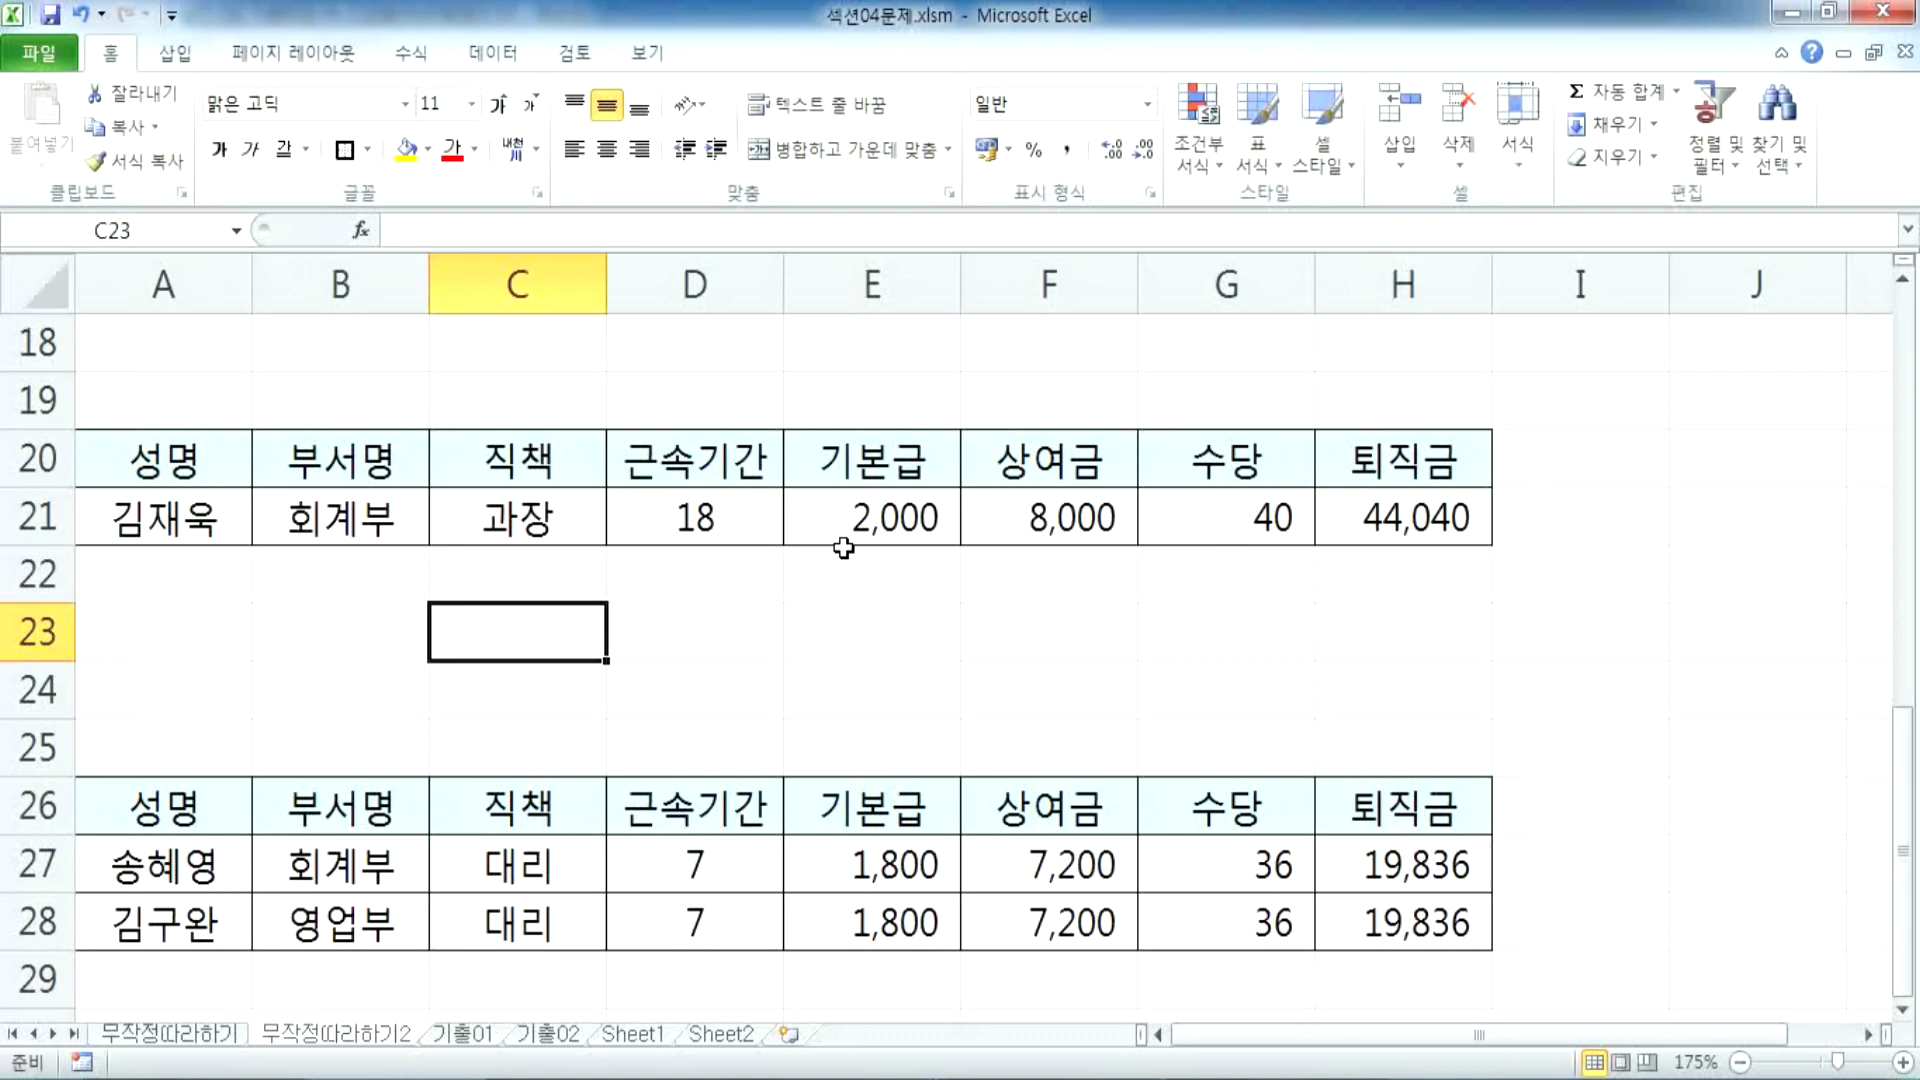 섹션04문제.xlsm - Microsoft Excel
파일 홈 삽입 페이지 레이아웃 수식 데이터 검토 보기
붙여넣기 잘라내기 복사 서식 복사 클립보드
맑은 고딕 11 가 가 가 가 간 가 내천 글꼴
텍스트 줄 바꿈 병합하고 가운데 맞춤 맞춤
일반 % , .00 .00 표시 형식
조건부 서식 표 서식 셀 스타일 스타일
삽입 삭제 서식 셀
Σ 자동 합계 채우기 지우기 정렬 및 필터 찾기 및 선택 편집
C23 fx
A B C D E F G H I J
18
19
20 성명 부서명 직책 근속기간 기본급 상여금 수당 퇴직금
21 김재욱 회계부 과장 18 2,000 8,000 40 44,040
22
23
24
25
26 성명 부서명 직책 근속기간 기본급 상여금 수당 퇴직금
27 송혜영 회계부 대리 7 1,800 7,200 36 19,836
28 김구완 영업부 대리 7 1,800 7,200 36 19,836
29
무작정따라하기 무작정따라하기2 기출01 기출02 Sheet1 Sheet2
준비 175%